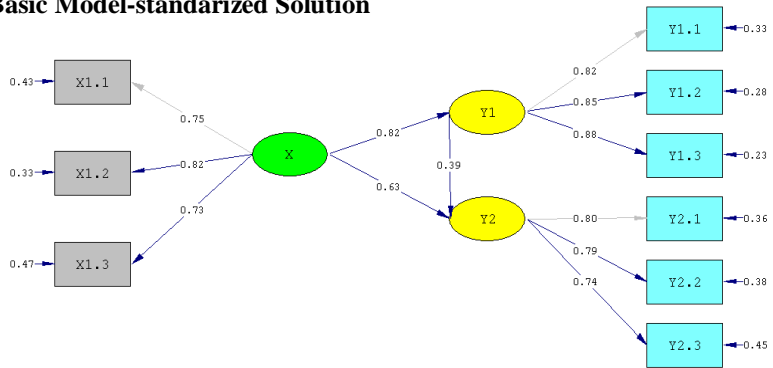 Basic Model-standarized Solution
0.43
X1.1
0.75
0.33
X1.2
0.82
0.47
X1.3
0.73
X
0.82
0.63
Y1
0.39
Y2
0.82
Y1.1
0.33
0.85
Y1.2
0.28
0.88
Y1.3
0.23
0.80
Y2.1
0.36
0.79
Y2.2
0.38
0.74
Y2.3
0.45